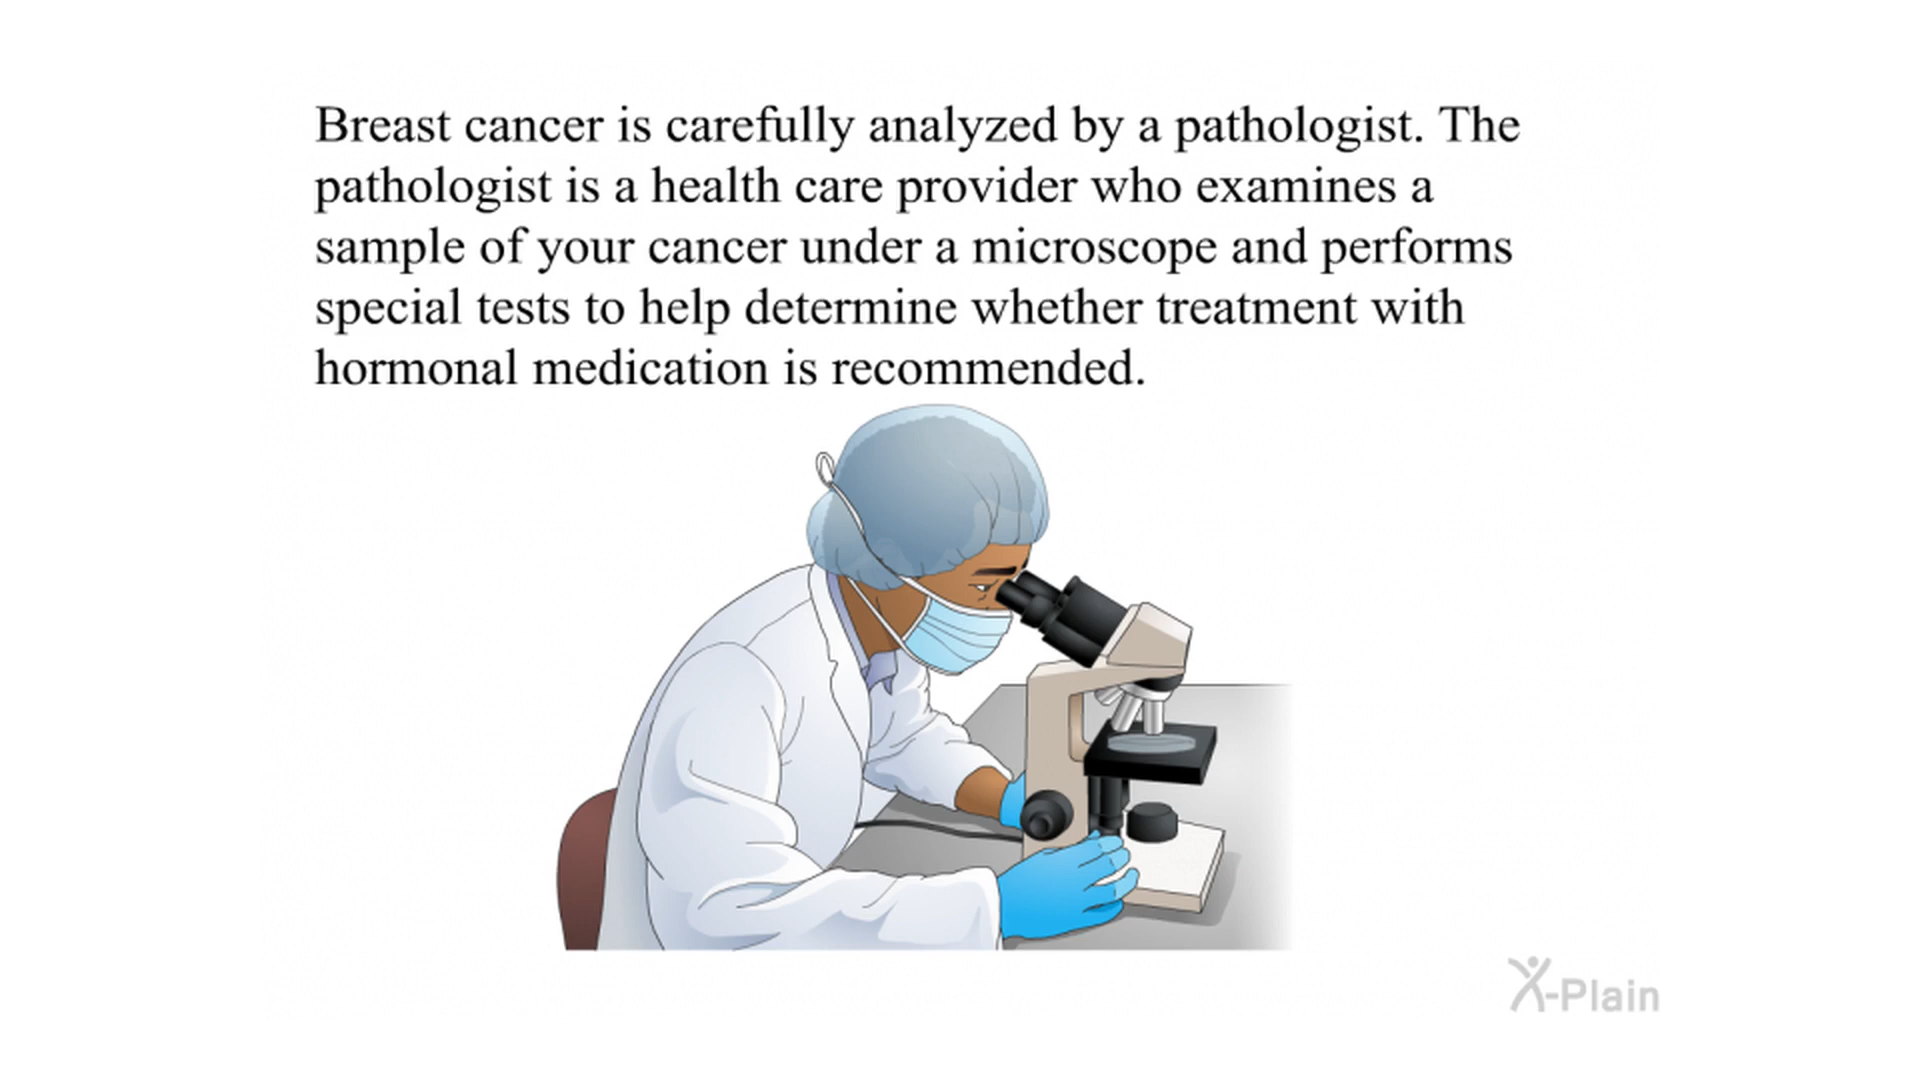 Breast cancer is carefully analyzed by a pathologist. The
pathologist is a health care provider who examines a
sample of your cancer under a microscope and performs
special tests to help determine whether treatment with
hormonal medication is recommended.
X-Plain